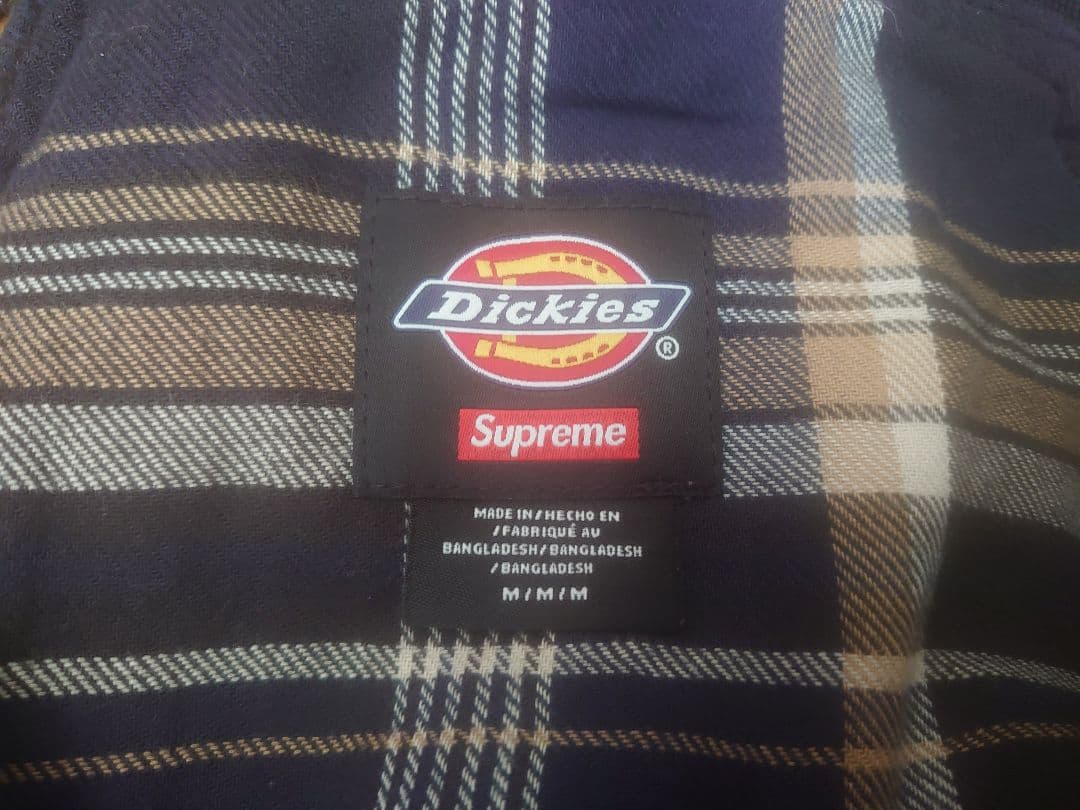 Dickies
®
Supreme
MADE IN/HECHO EN
/FABRIQUÉ AU
BANGLADESH/BANGLADESH
/BANGLADESH
M/M/M